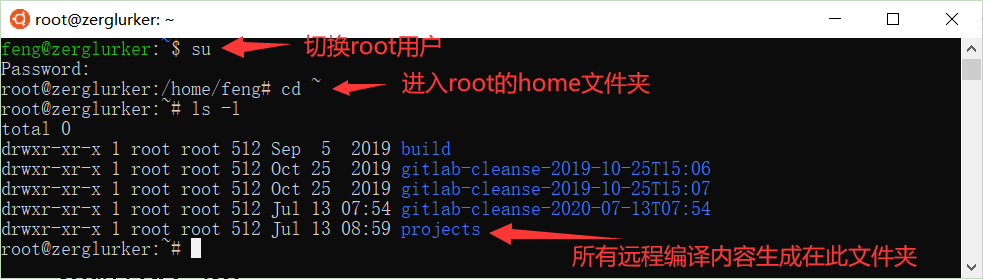 root@zerglurker: ~
feng@zerglurker:~$ su 切换root用户
Password:
root@zerglurker:/home/feng# cd ~ 进入root的home文件夹
root@zerglurker:~# ls -l
total 0
drwxr-xr-x 1 root root 512 Sep  5  2019 build
drwxr-xr-x 1 root root 512 Oct 25  2019 gitlab-cleanse-2019-10-25T15:06
drwxr-xr-x 1 root root 512 Oct 25  2019 gitlab-cleanse-2019-10-25T15:07
drwxr-xr-x 1 root root 512 Jul 13 07:54 gitlab-cleanse-2020-07-13T07:54
drwxr-xr-x 1 root root 512 Jul 13 08:59 projects
root@zerglurker:~#
所有远程编译内容生成在此文件夹